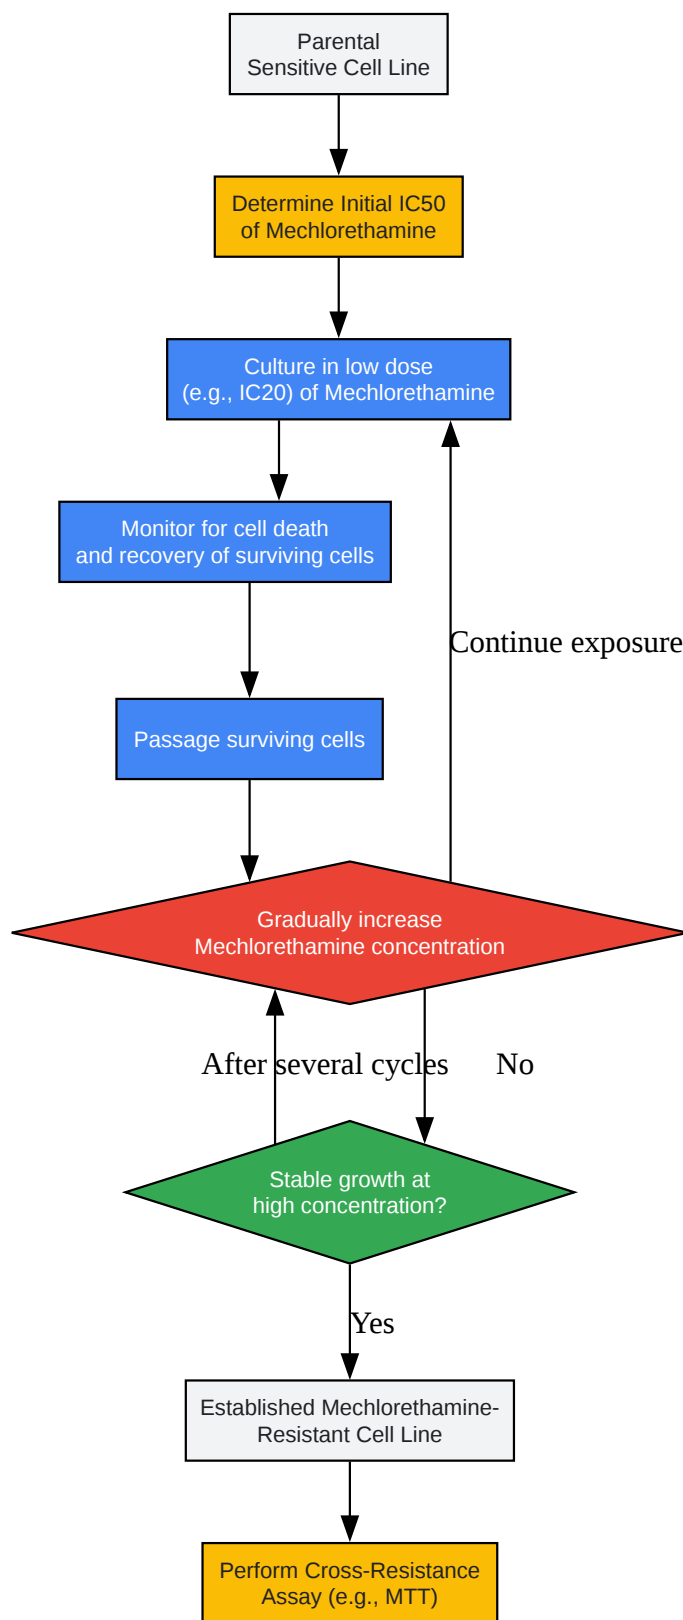 Parental
Sensitive Cell Line
Determine Initial IC50
of Mechlorethamine
Culture in low dose
(e.g., IC20) of Mechlorethamine
Monitor for cell death
and recovery of surviving cells
Continue exposure
Passage surviving cells
Gradually increase
Mechlorethamine concentration
After several cycles
No
Stable growth at
high concentration?
Yes
Established Mechlorethamine-
Resistant Cell Line
Perform Cross-Resistance
Assay (e.g., MTT)